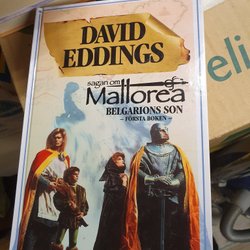 DAVID
EDDINGS
sagan om
Mallorea
BELGARIONS SON
- FÖRSTA BOKEN -
eli